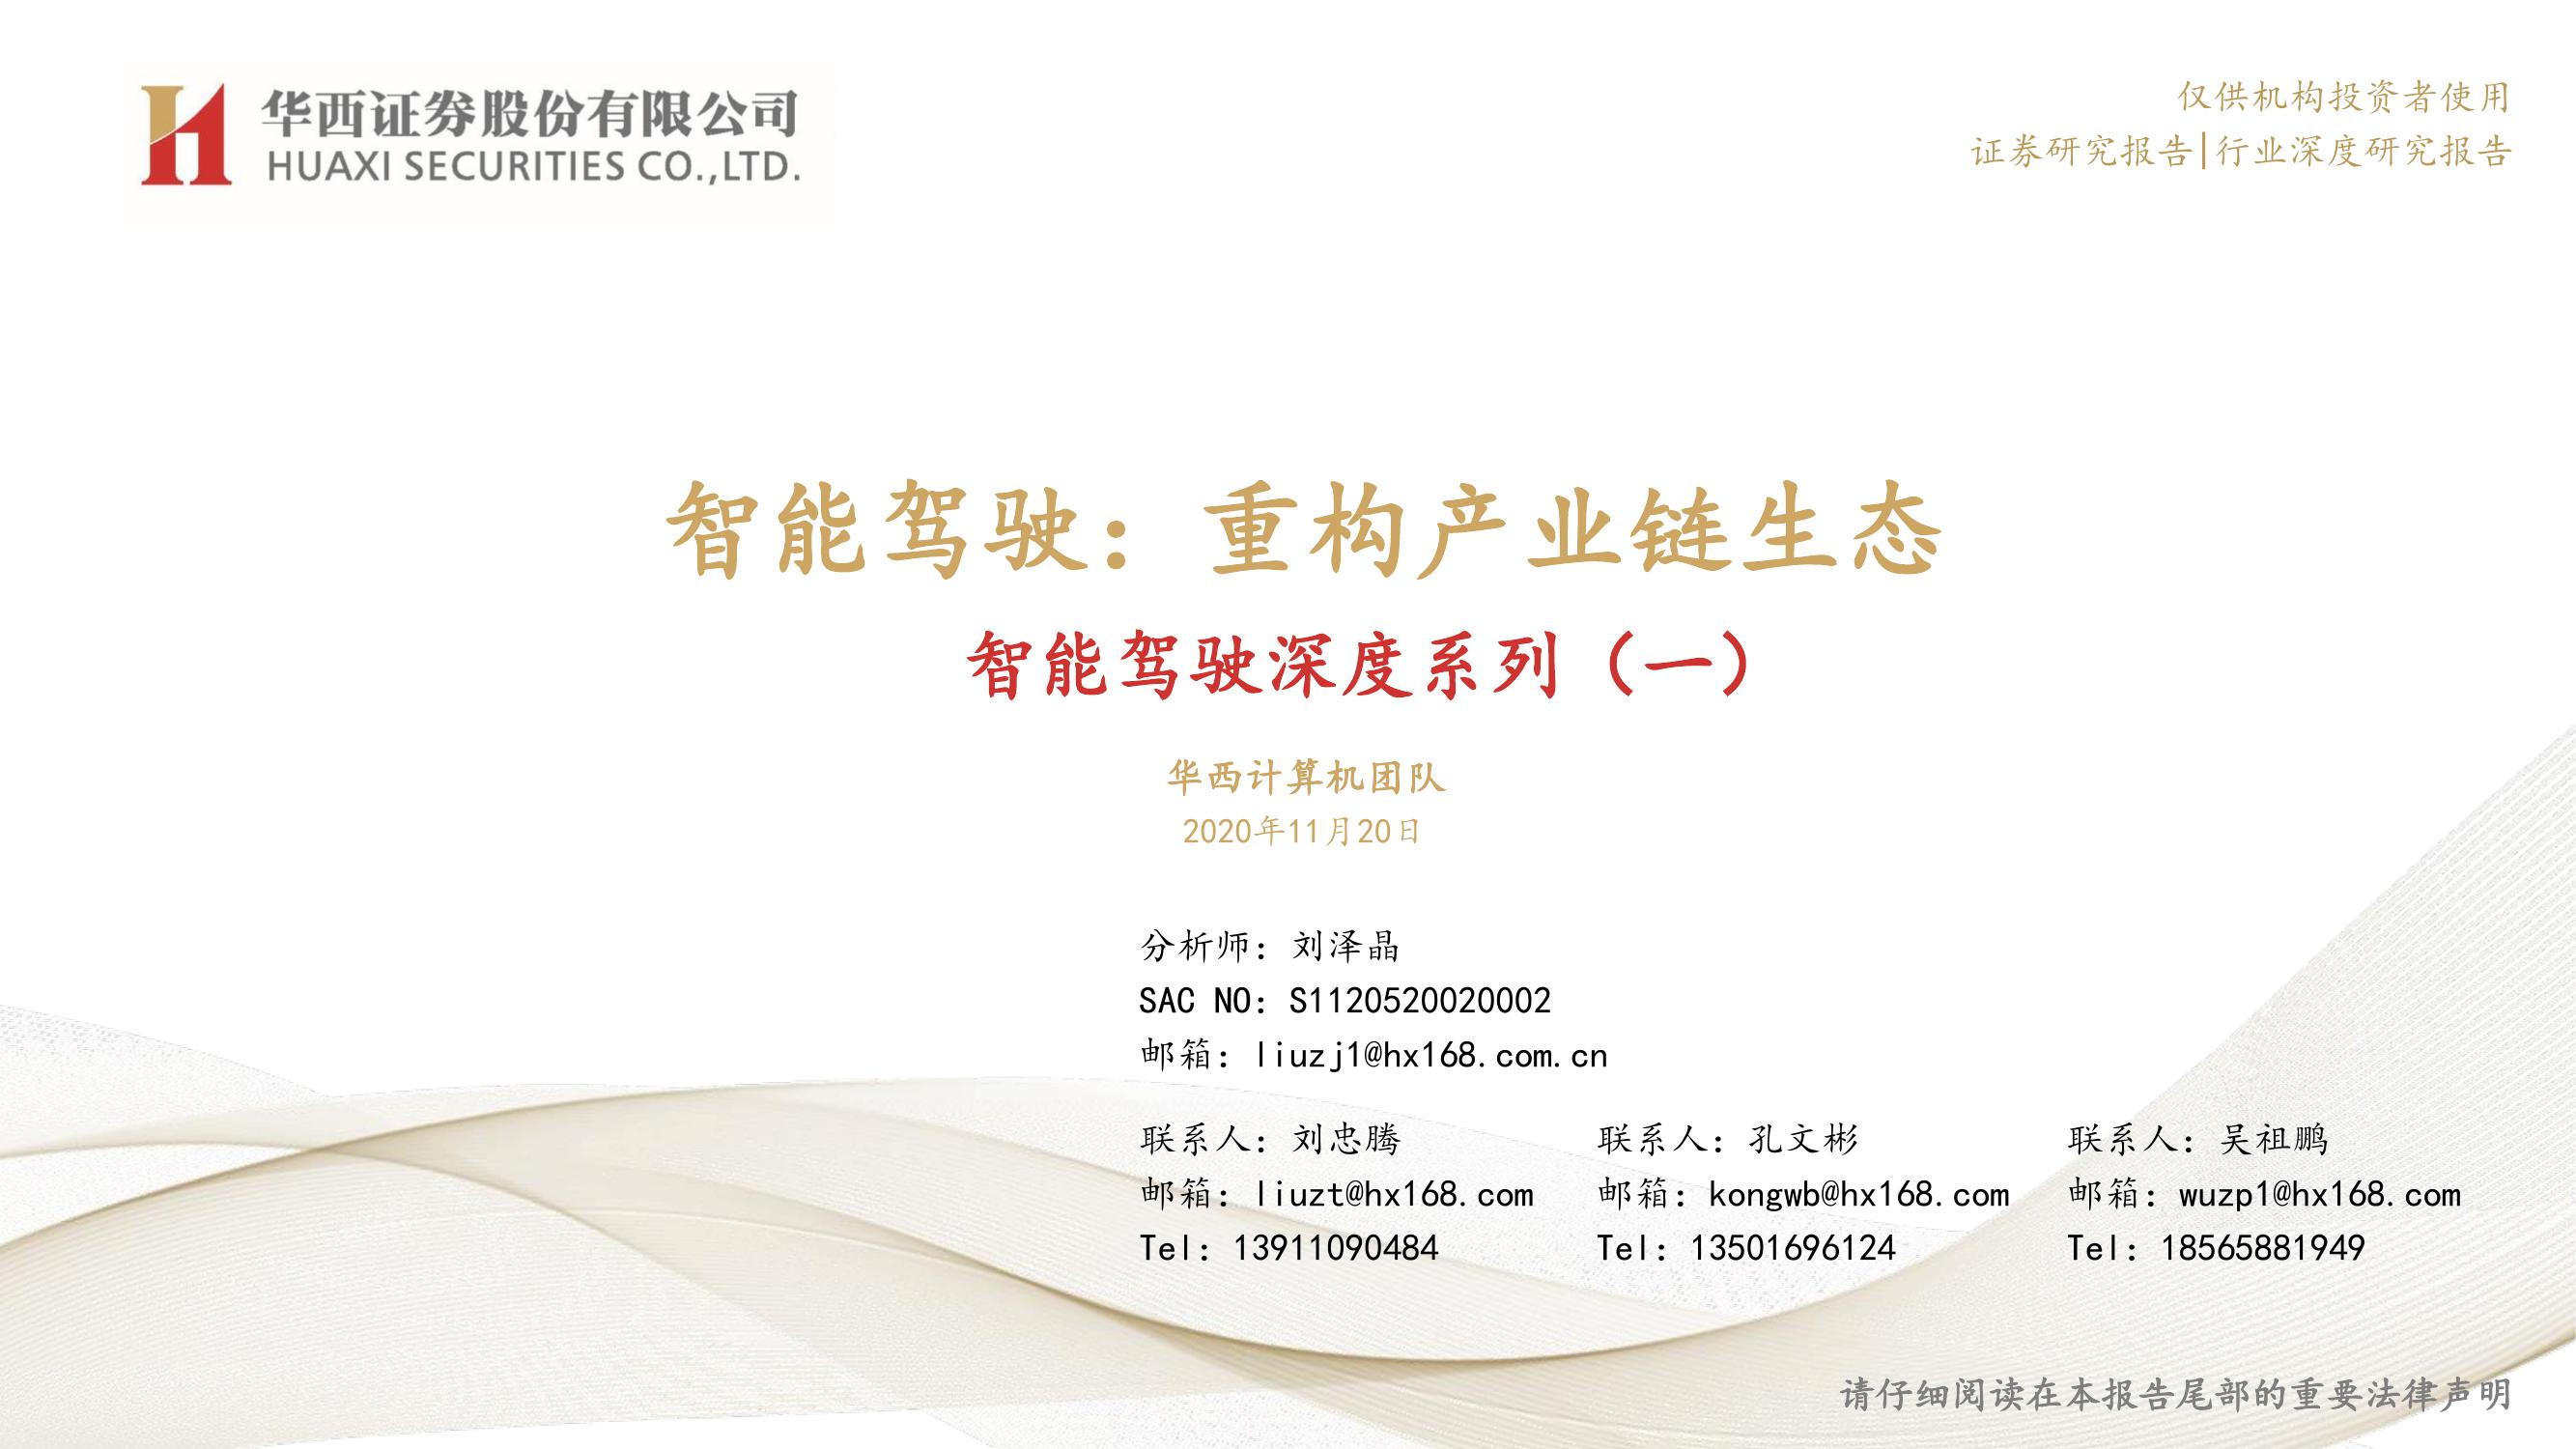 华西证券股份有限公司
HUAXI SECURITIES CO.,LTD.
仅供机构投资者使用
证券研究报告|行业深度研究报告
智能驾驶：重构产业链生态
智能驾驶深度系列（一）
华西计算机团队
2020年11月20日
分析师：刘泽晶
SAC NO：S1120520020002
邮箱：liuzj1@hx168.com.cn
联系人：刘忠腾
邮箱：liuzt@hx168.com
Tel：13911090484
联系人：孔文彬
邮箱：kongwb@hx168.com
Tel：13501696124
联系人：吴祖鹏
邮箱：wuzp1@hx168.com
Tel：18565881949
请仔细阅读在本报告尾部的重要法律声明